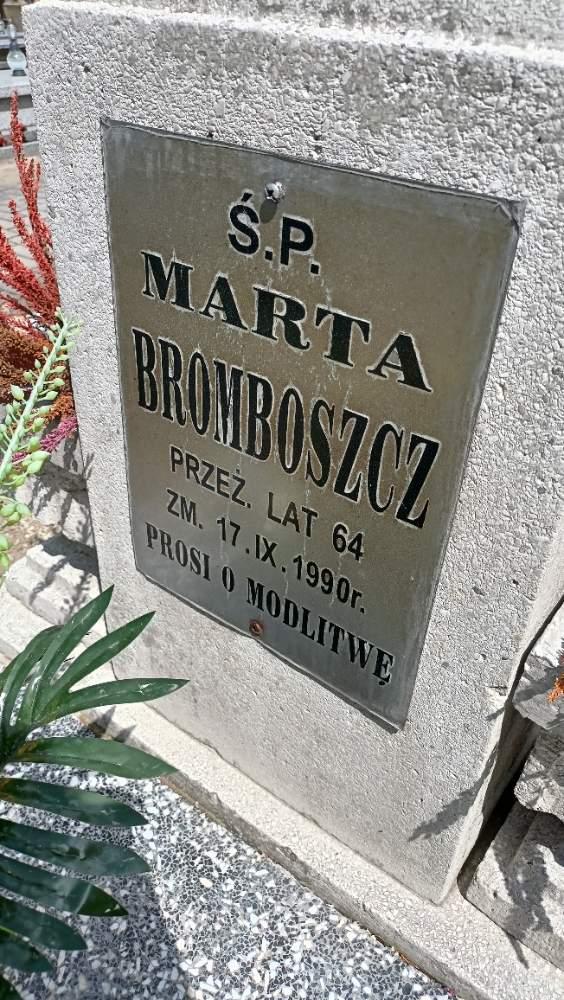 Ś.P.
MARTA
BROMBOSZCZ
PRZEŻ. LAT 64
ZM. 17.IX.1990r.
PROSI O MODLITWĘ